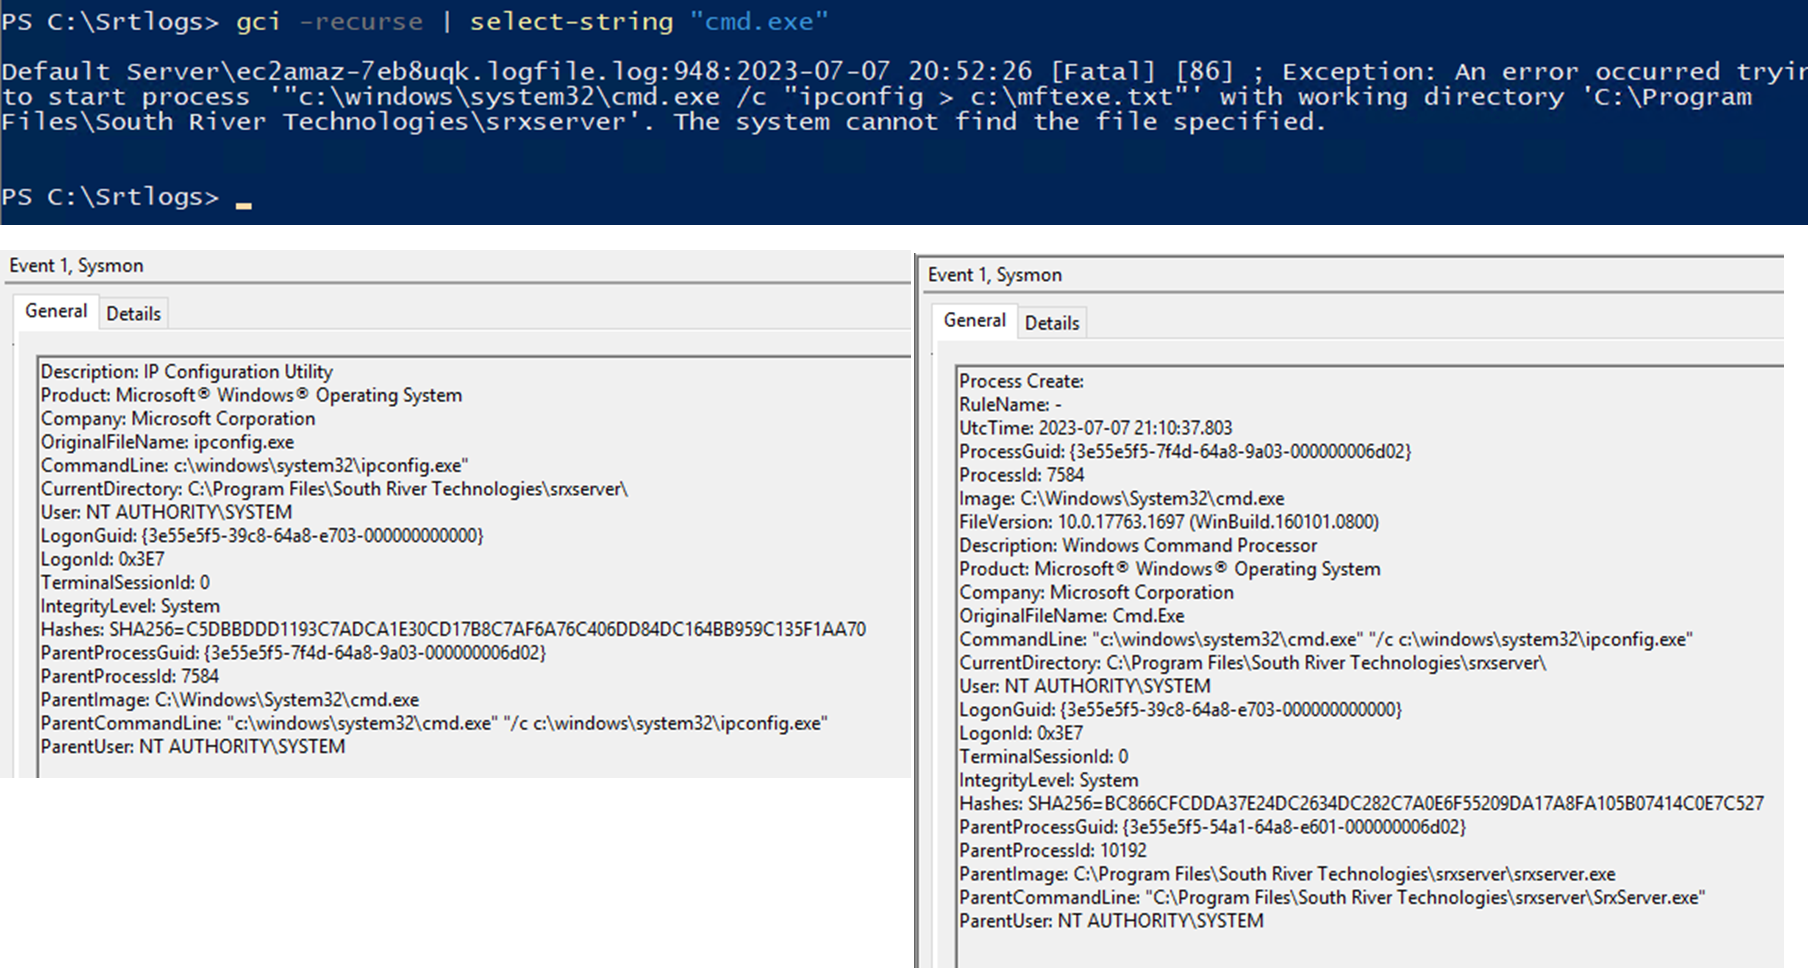 PS C:\Srtlogs> gci -recurse | select-string "cmd.exe"
Default Server\ec2amaz-7eb8uqk.logfile.log:948:2023-07-07 20:52:26 [Fatal] [86] ; Exception: An error occurred tryin
to start process '"c:\windows\system32\cmd.exe /c "ipconfig > c:\mftexe.txt"' with working directory 'C:\Program
Files\South River Technologies\srxserver'. The system cannot find the file specified.
PS C:\Srtlogs> _
Event 1, Sysmon
General Details
Description: IP Configuration Utility
Product: Microsoft® Windows® Operating System
Company: Microsoft Corporation
OriginalFileName: ipconfig.exe
CommandLine: c:\windows\system32\ipconfig.exe"
CurrentDirectory: C:\Program Files\South River Technologies\srxserver\
User: NT AUTHORITY\SYSTEM
LogonGuid: {3e55e5f5-39c8-64a8-e703-000000000000}
LogonId: 0x3E7
TerminalSessionId: 0
IntegrityLevel: System
Hashes: SHA256=C5DBBDDD1193C7ADCA1E30CD17B8C7AF6A76C406DD84DC164BB959C135F1AA70
ParentProcessGuid: {3e55e5f5-7f4d-64a8-9a03-000000006d02}
ParentProcessId: 7584
ParentImage: C:\Windows\System32\cmd.exe
ParentCommandLine: "c:\windows\system32\cmd.exe" "/c c:\windows\system32\ipconfig.exe"
ParentUser: NT AUTHORITY\SYSTEM
Event 1, Sysmon
General Details
Process Create:
RuleName: -
UtcTime: 2023-07-07 21:10:37.803
ProcessGuid: {3e55e5f5-7f4d-64a8-9a03-000000006d02}
ProcessId: 7584
Image: C:\Windows\System32\cmd.exe
FileVersion: 10.0.17763.1697 (WinBuild.160101.0800)
Description: Windows Command Processor
Product: Microsoft® Windows® Operating System
Company: Microsoft Corporation
OriginalFileName: Cmd.Exe
CommandLine: "c:\windows\system32\cmd.exe" "/c c:\windows\system32\ipconfig.exe"
CurrentDirectory: C:\Program Files\South River Technologies\srxserver\
User: NT AUTHORITY\SYSTEM
LogonGuid: {3e55e5f5-39c8-64a8-e703-000000000000}
LogonId: 0x3E7
TerminalSessionId: 0
IntegrityLevel: System
Hashes: SHA256=BC866CFCDDA37E24DC2634DC282C7A0E6F55209DA17A8FA105B07414C0E7C527
ParentProcessGuid: {3e55e5f5-54a1-64a8-e601-000000006d02}
ParentProcessId: 10192
ParentImage: C:\Program Files\South River Technologies\srxserver\srxserver.exe
ParentCommandLine: "C:\Program Files\South River Technologies\srxserver\SrxServer.exe"
ParentUser: NT AUTHORITY\SYSTEM